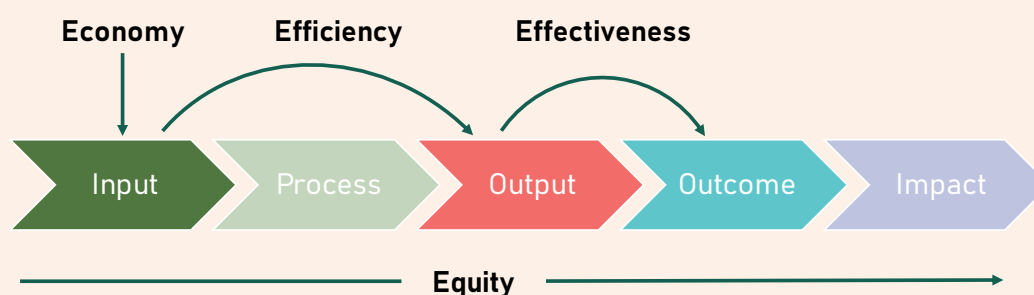 Economy Efficiency Effectiveness
Input Process Output Outcome Impact
Equity